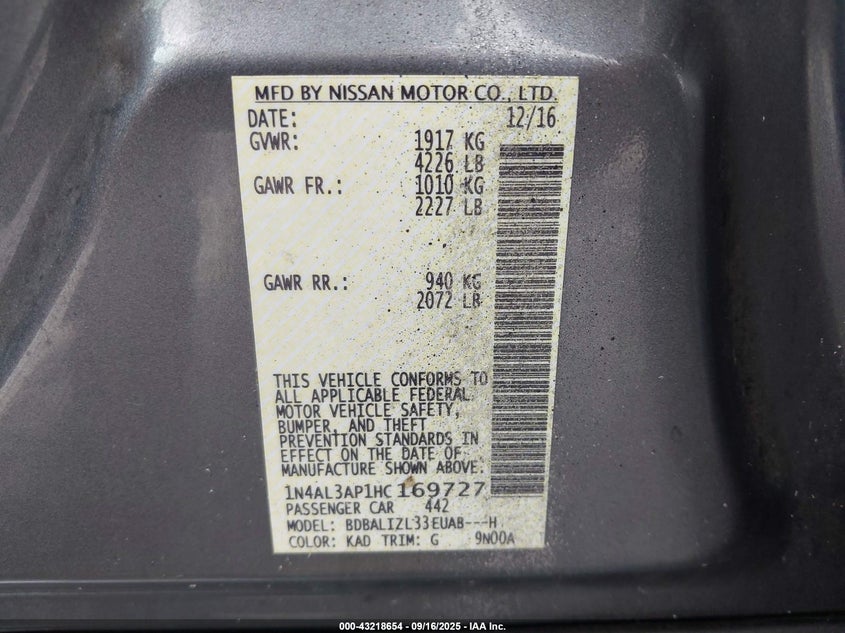 MFD BY NISSAN MOTOR CO., LTD.
DATE: 12/16
GVWR: 1917 KG
4226 LB
GAWR FR.: 1010 KG
2227 LB
GAWR RR.: 940 KG
2072 LB
THIS VEHICLE CONFORMS TO
ALL APPLICABLE FEDERAL
MOTOR VEHICLE SAFETY,
BUMPER, AND THEFT
PREVENTION STANDARDS IN
EFFECT ON THE DATE OF
MANUFACTURE SHOWN ABOVE.
1N4AL3AP1HC169727
PASSENGER CAR 442
MODEL: BDBALIZL33EUAB---H
COLOR: KAD TRIM: G 9N00A
000-43218654 - 09/16/2025 - IAA Inc.